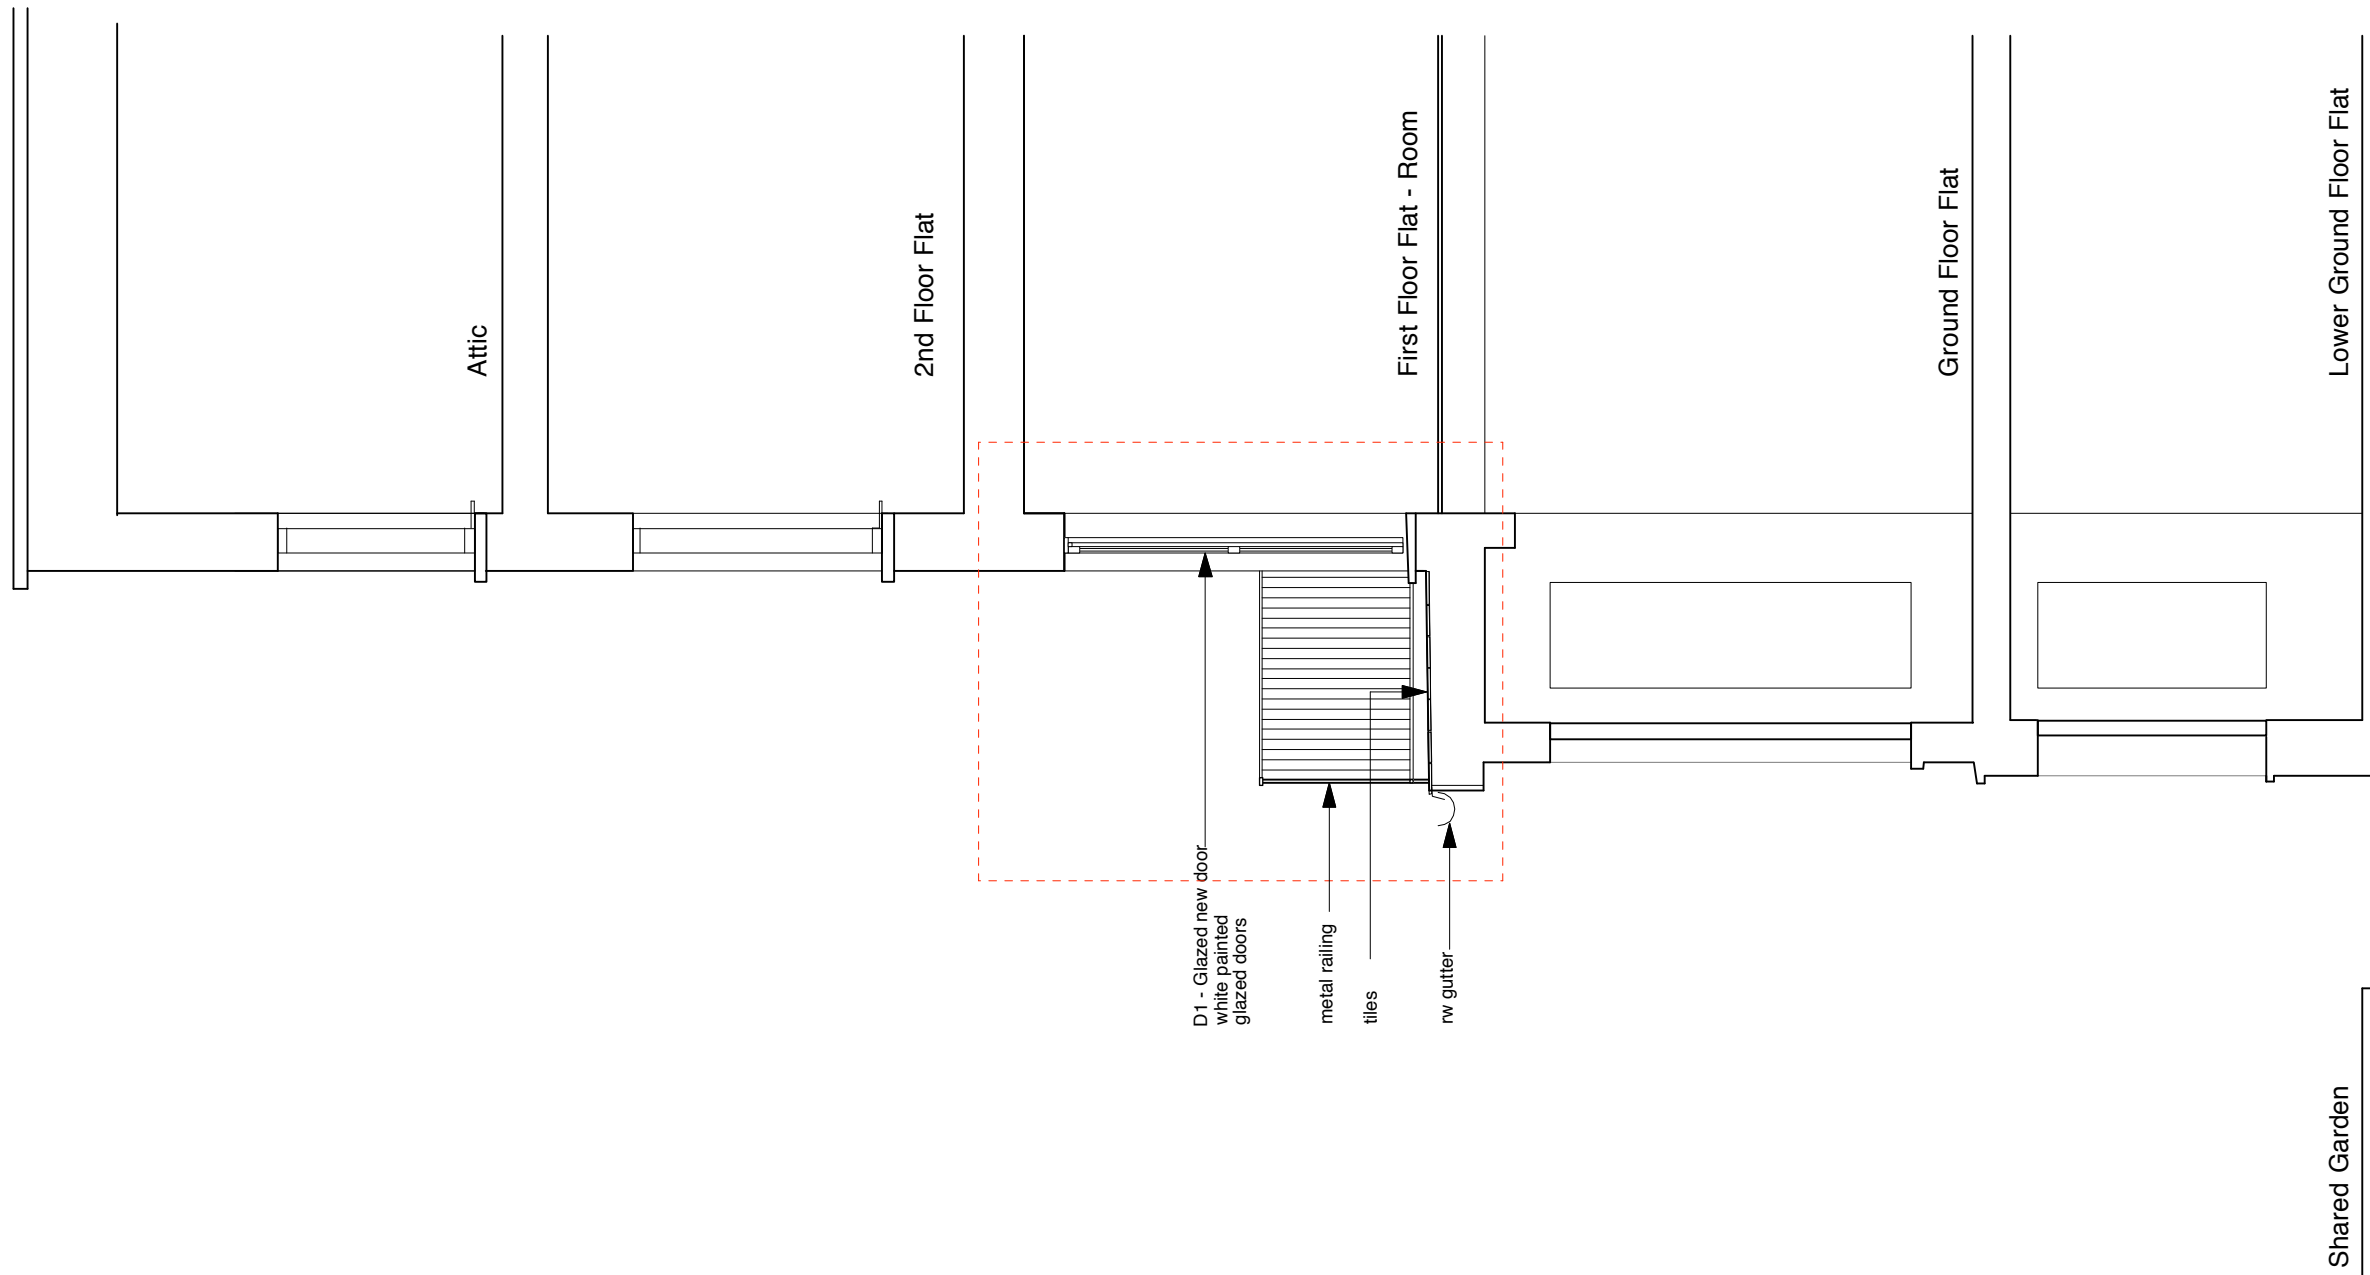 Attic
2nd Floor Flat
First Floor Flat - Room
Ground Floor Flat
Lower Ground Floor Flat
D1 - Glazed new door
white painted
glazed doors
metal railing
tiles
rw gutter
Shared Garden